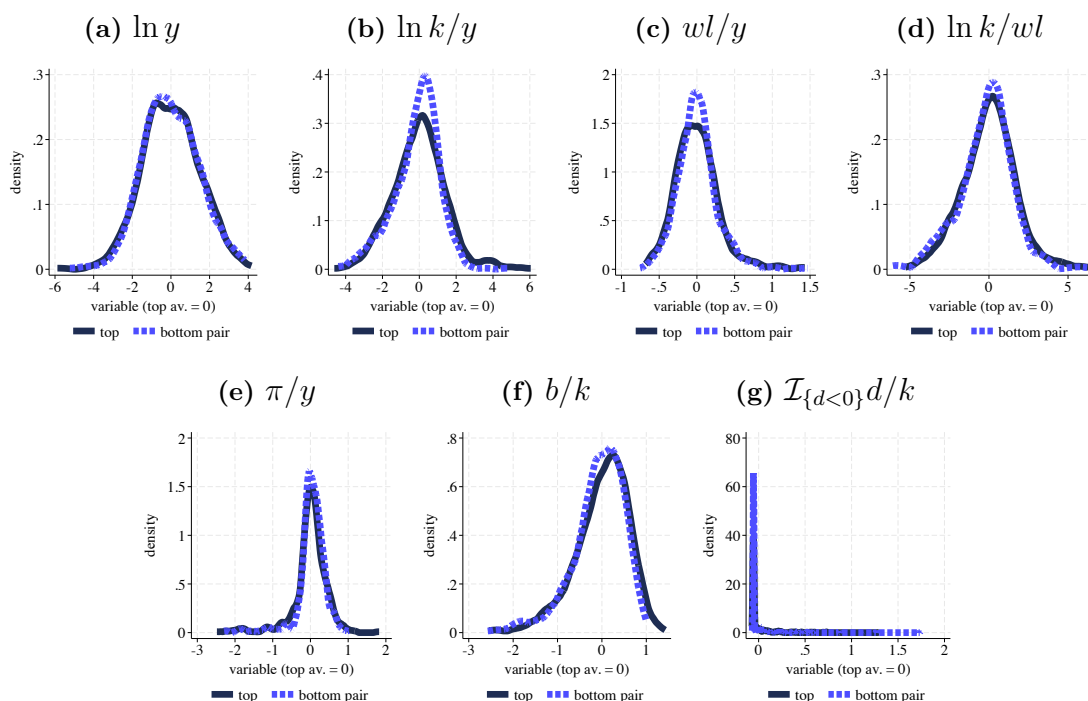 (a) ln y (b) ln k/y (c) wl/y (d) ln k/wl
.3 .4 2 .3
.2 .3 1.5 .2
.1 .2 1 .1
0 .1 .5 0
0 0
density density density density
-6 -4 -2 0 2 4 -4 -2 0 2 4 6 -1 -.5 0 .5 1 1.5 -5 0 5
variable (top av. = 0) variable (top av. = 0) variable (top av. = 0) variable (top av. = 0)
top bottom pair top bottom pair top bottom pair top bottom pair
(e) π/y (f) b/k (g) 𝓘{d<0}d/k
2 .8 80
1.5 .6 60
1 .4 40
.5 .2 20
0 0 0
density density density
-3 -2 -1 0 1 2 -3 -2 -1 0 1 0 .5 1 1.5 2
variable (top av. = 0) variable (top av. = 0) variable (top av. = 0)
top bottom pair top bottom pair top bottom pair